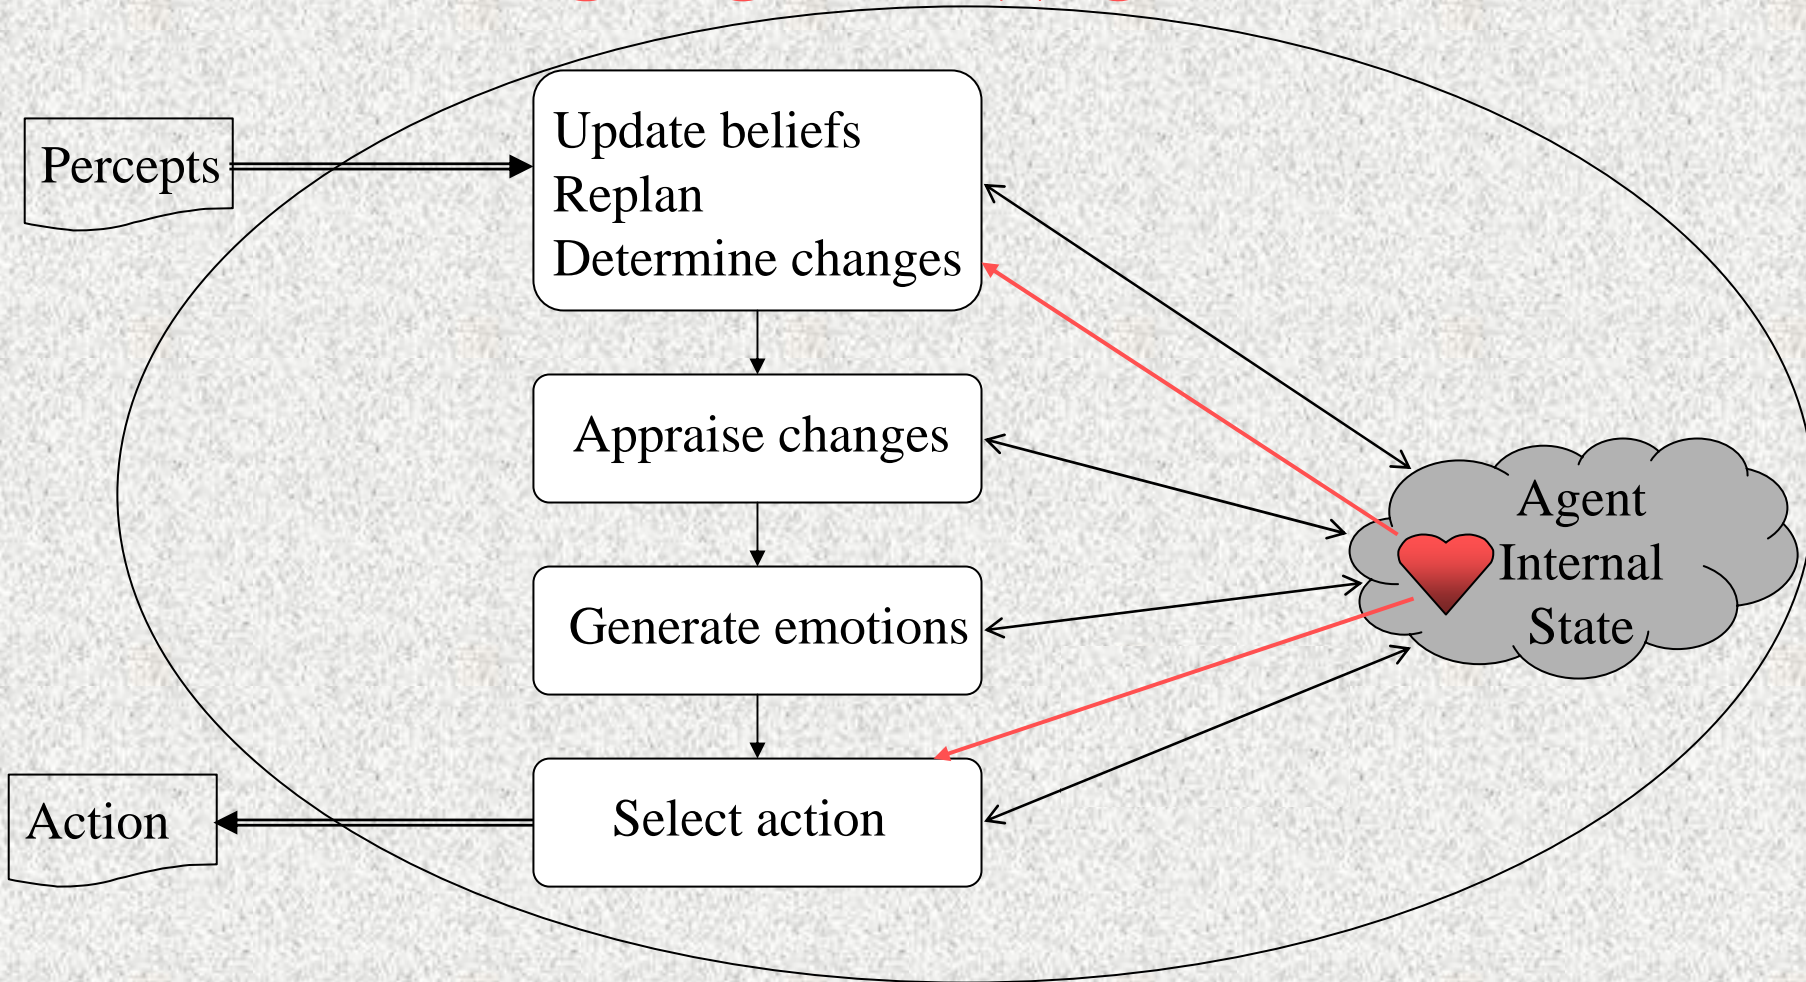 Percepts
Update beliefs
Replan
Determine changes
Appraise changes
Generate emotions
Select action
Action
Agent
Internal
State